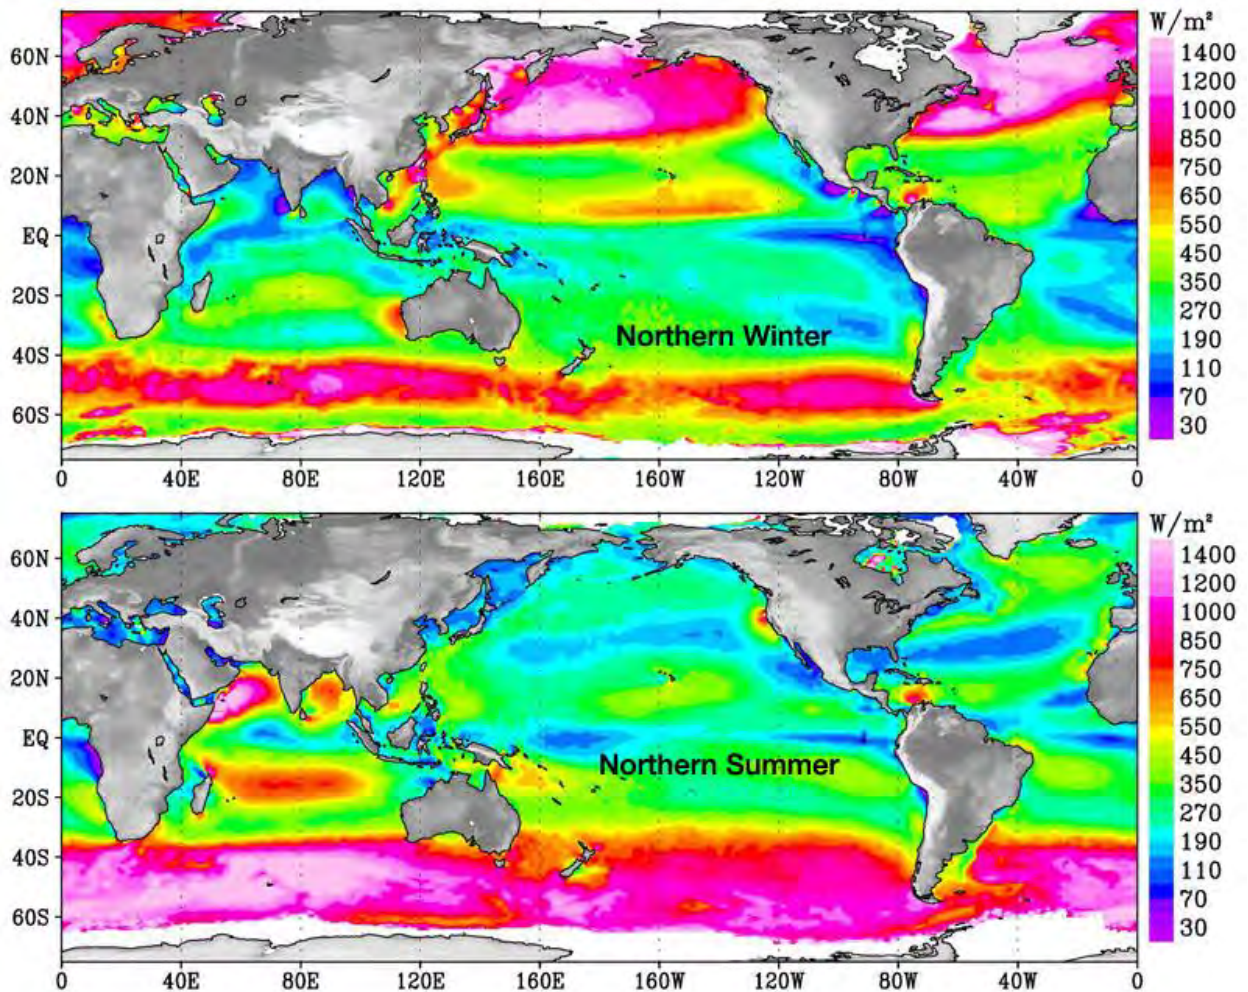 W/m²
60N
40N
20N
EQ
20S
40S
60S
1400
1200
1000
850
750
650
550
450
350
270
190
110
70
30
Northern Winter
0 40E 80E 120E 160E 160W 120W 80W 40W 0
W/m²
60N
40N
20N
EQ
20S
40S
60S
1400
1200
1000
850
750
650
550
450
350
270
190
110
70
30
Northern Summer
0 40E 80E 120E 160E 160W 120W 80W 40W 0